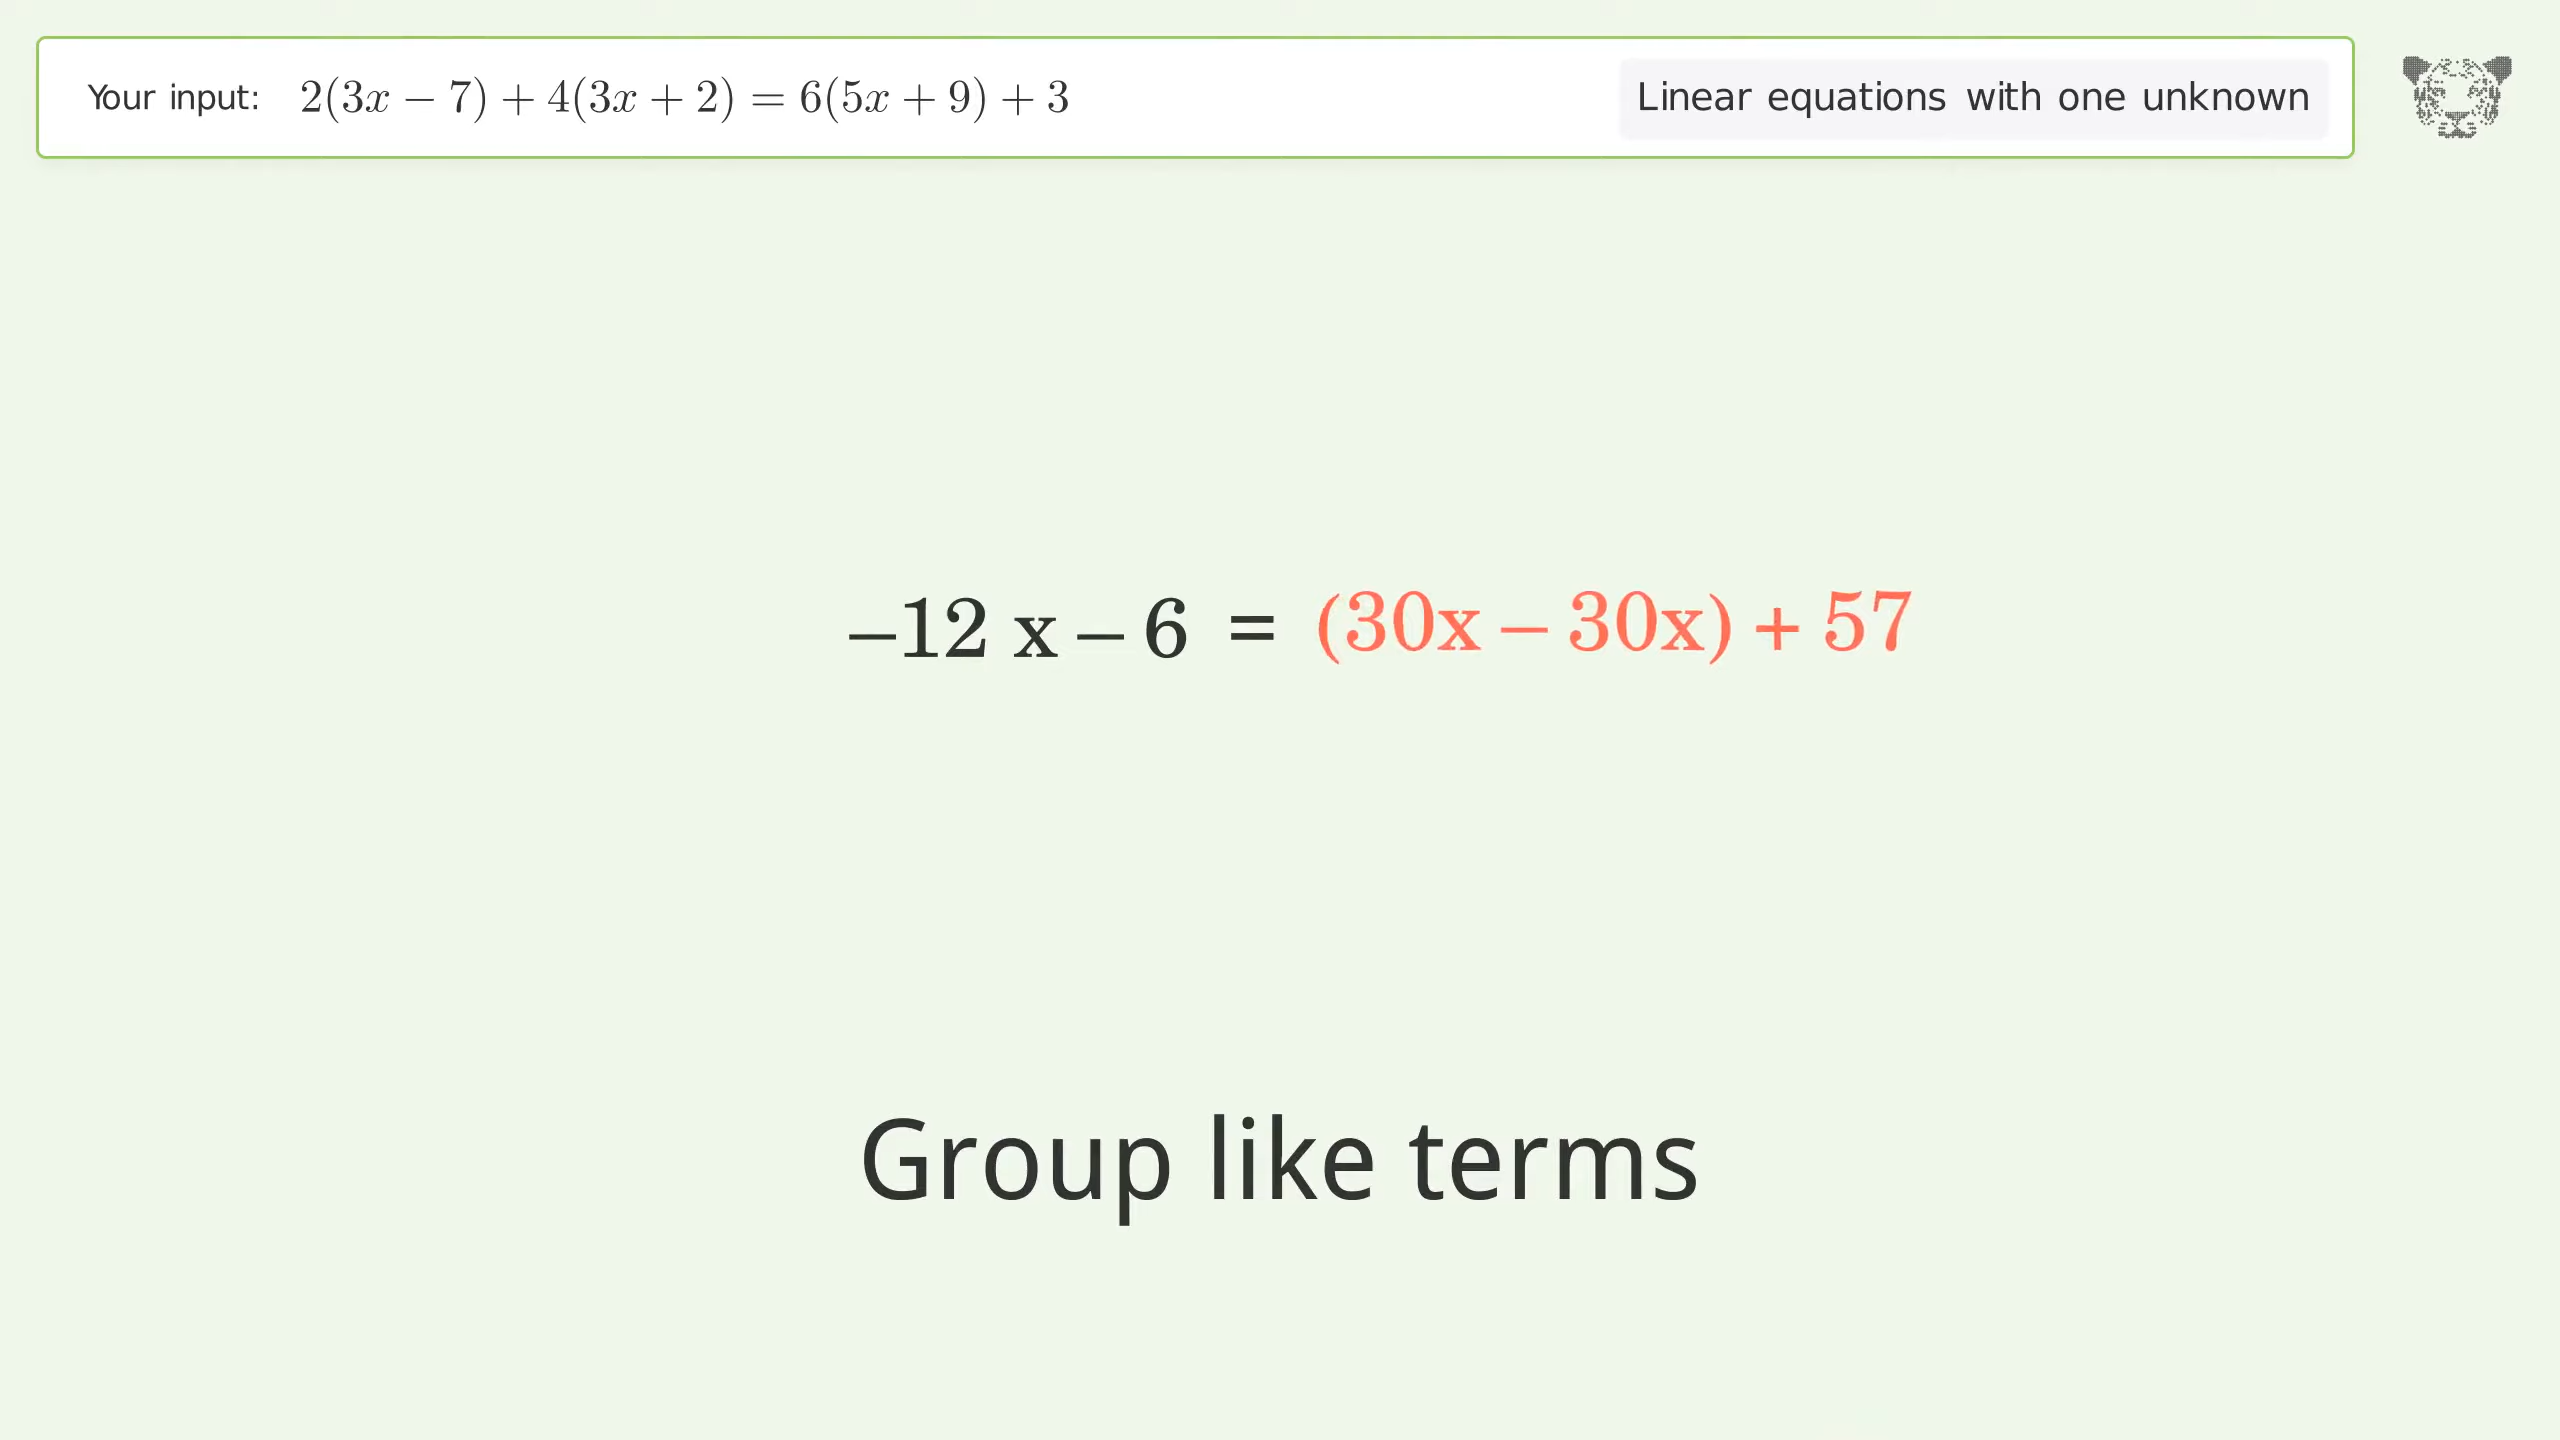 Your input: 2(3x − 7) + 4(3x + 2) = 6(5x + 9) + 3
Linear equations with one unknown
−12 x − 6 = (30x − 30x) + 57
Group like terms